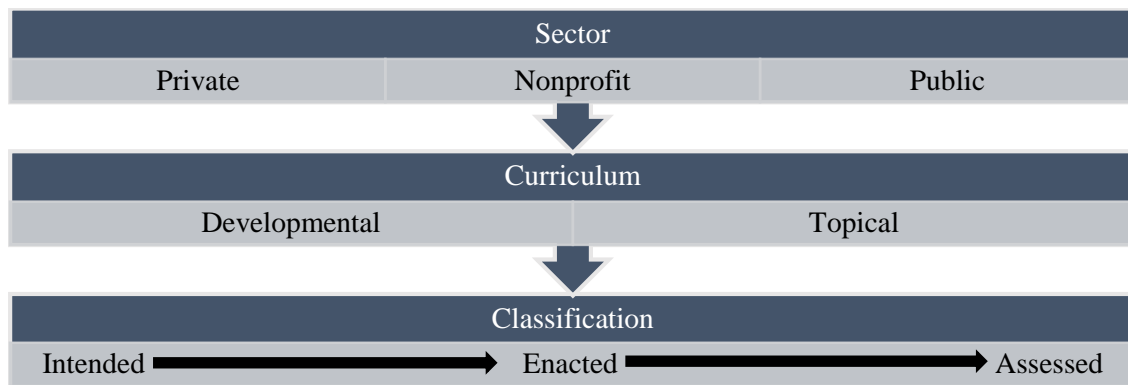 Sector
Private Nonprofit Public
Curriculum
Developmental Topical
Classification
Intended Enacted Assessed